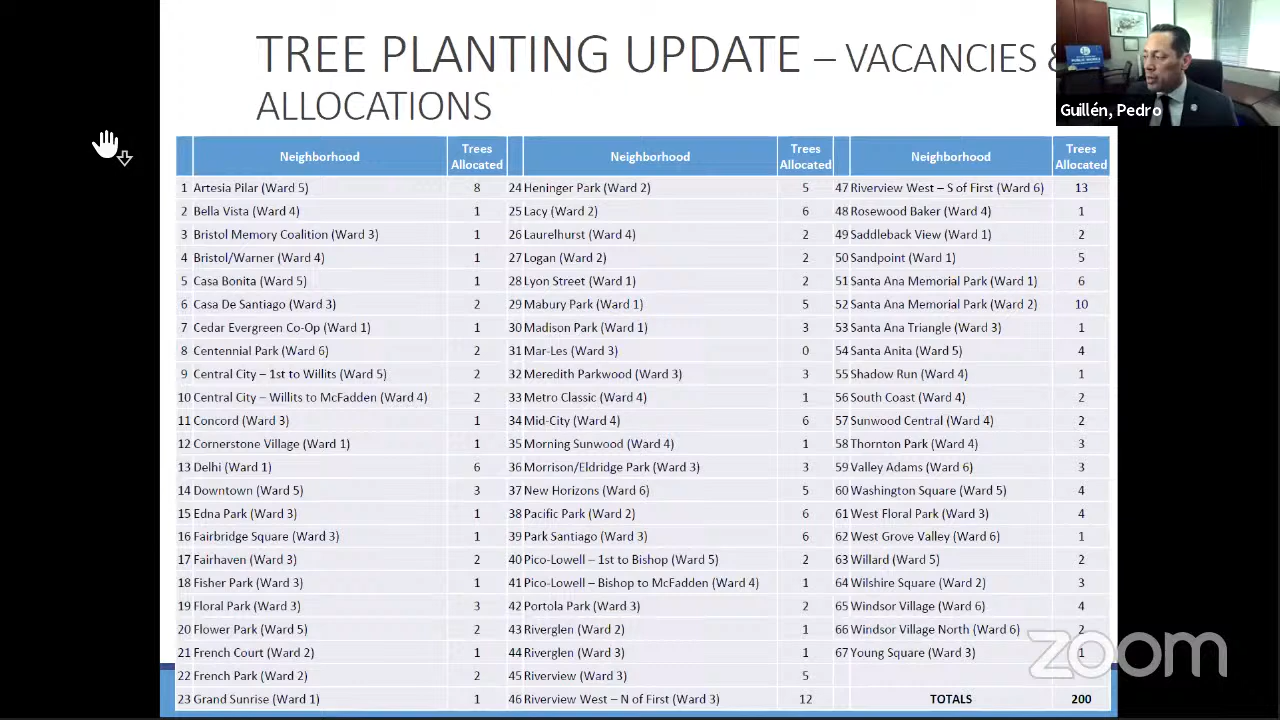 TREE PLANTING UPDATE – VACANCIES &
ALLOCATIONS
Guillén, Pedro
Neighborhood Trees Allocated Neighborhood Trees Allocated Neighborhood Trees Allocated
1 Artesia Pilar (Ward 5) 8 24 Heninger Park (Ward 2) 5 47 Riverview West – S of First (Ward 6) 13
2 Bella Vista (Ward 4) 1 25 Lacy (Ward 2) 6 48 Rosewood Baker (Ward 4) 1
3 Bristol Memory Coalition (Ward 3) 1 26 Laurelhurst (Ward 4) 2 49 Saddleback View (Ward 1) 2
4 Bristol/Warner (Ward 4) 1 27 Logan (Ward 2) 2 50 Sandpoint (Ward 1) 5
5 Casa Bonita (Ward 5) 1 28 Lyon Street (Ward 1) 2 51 Santa Ana Memorial Park (Ward 1) 6
6 Casa De Santiago (Ward 3) 2 29 Mabury Park (Ward 1) 5 52 Santa Ana Memorial Park (Ward 2) 10
7 Cedar Evergreen Co-Op (Ward 1) 1 30 Madison Park (Ward 1) 3 53 Santa Ana Triangle (Ward 3) 1
8 Centennial Park (Ward 6) 2 31 Mar-Les (Ward 3) 0 54 Santa Anita (Ward 5) 4
9 Central City – 1st to Willits (Ward 5) 2 32 Meredith Parkwood (Ward 3) 3 55 Shadow Run (Ward 4) 1
10 Central City – Willits to McFadden (Ward 4) 2 33 Metro Classic (Ward 4) 1 56 South Coast (Ward 4) 2
11 Concord (Ward 3) 1 34 Mid-City (Ward 4) 6 57 Sunwood Central (Ward 4) 2
12 Cornerstone Village (Ward 1) 1 35 Morning Sunwood (Ward 4) 1 58 Thornton Park (Ward 4) 3
13 Delhi (Ward 1) 6 36 Morrison/Eldridge Park (Ward 3) 3 59 Valley Adams (Ward 6) 3
14 Downtown (Ward 5) 3 37 New Horizons (Ward 6) 5 60 Washington Square (Ward 5) 4
15 Edna Park (Ward 3) 1 38 Pacific Park (Ward 2) 6 61 West Floral Park (Ward 3) 4
16 Fairbridge Square (Ward 3) 1 39 Park Santiago (Ward 3) 6 62 West Grove Valley (Ward 6) 1
17 Fairhaven (Ward 3) 2 40 Pico-Lowell – 1st to Bishop (Ward 5) 2 63 Willard (Ward 5) 2
18 Fisher Park (Ward 3) 1 41 Pico-Lowell – Bishop to McFadden (Ward 4) 1 64 Wilshire Square (Ward 2) 3
19 Floral Park (Ward 3) 3 42 Portola Park (Ward 3) 2 65 Windsor Village (Ward 6) 4
20 Flower Park (Ward 5) 2 43 Riverglen (Ward 2) 1 66 Windsor Village North (Ward 6) 2
21 French Court (Ward 2) 1 44 Riverglen (Ward 3) 1 67 Young Square (Ward 3) 1
22 French Park (Ward 2) 2 45 Riverview (Ward 3) 5
23 Grand Sunrise (Ward 1) 1 46 Riverview West – N of First (Ward 3) 12 TOTALS 200
zoom